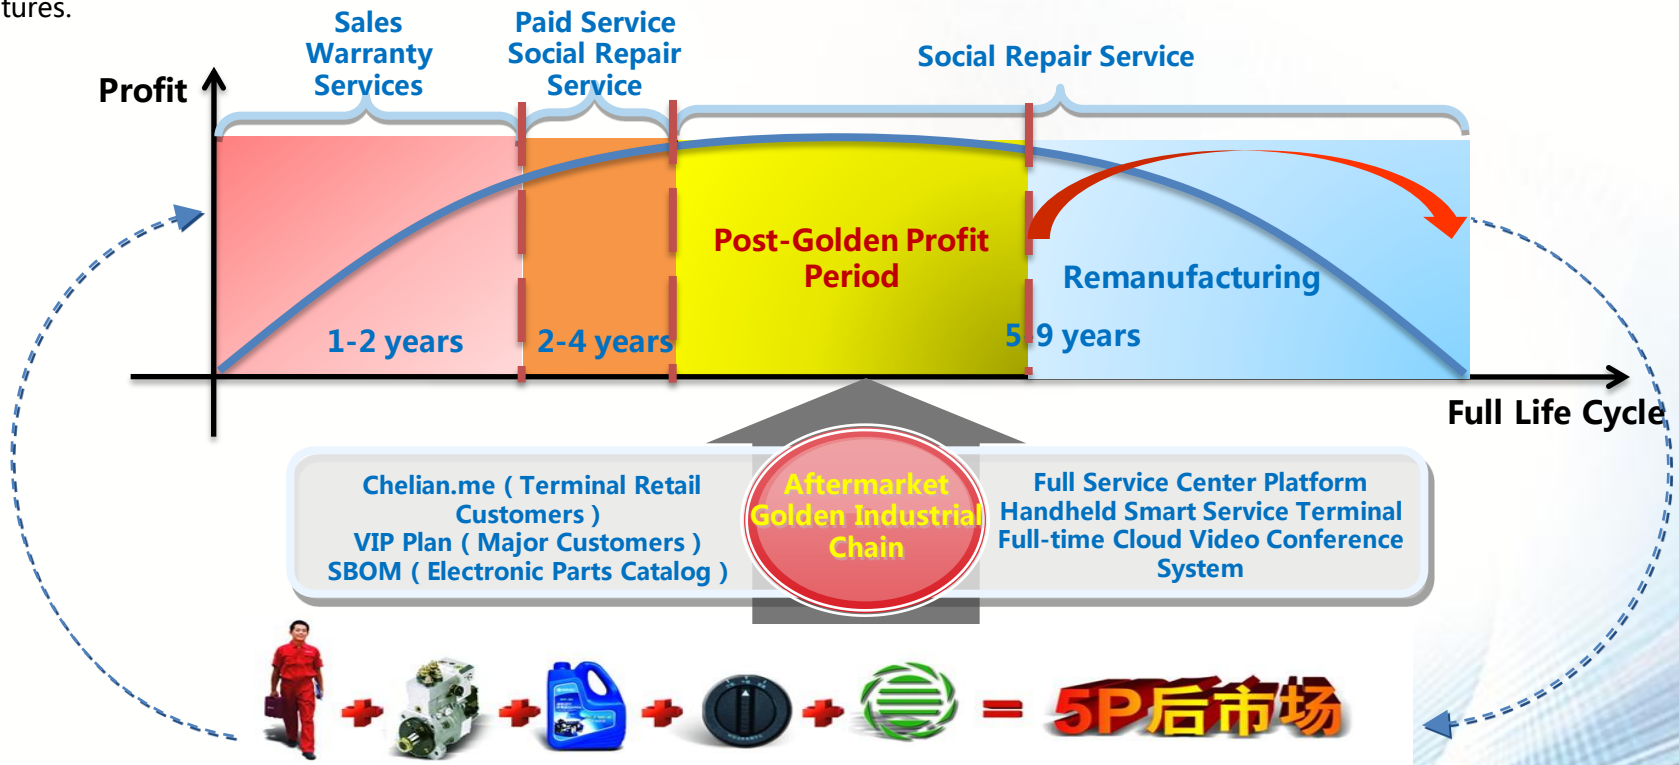 tures.
Sales
Warranty
Services
Paid Service
Social Repair
Service
Social Repair Service
Profit
Post-Golden Profit
Period
Remanufacturing
1-2 years
2-4 years
5-9 years
Full Life Cycle
Chelian.me ( Terminal Retail
Customers )
VIP Plan ( Major Customers )
SBOM ( Electronic Parts Catalog )
Aftermarket
Golden Industrial
Chain
Full Service Center Platform
Handheld Smart Service Terminal
Full-time Cloud Video Conference
System
5P后市场